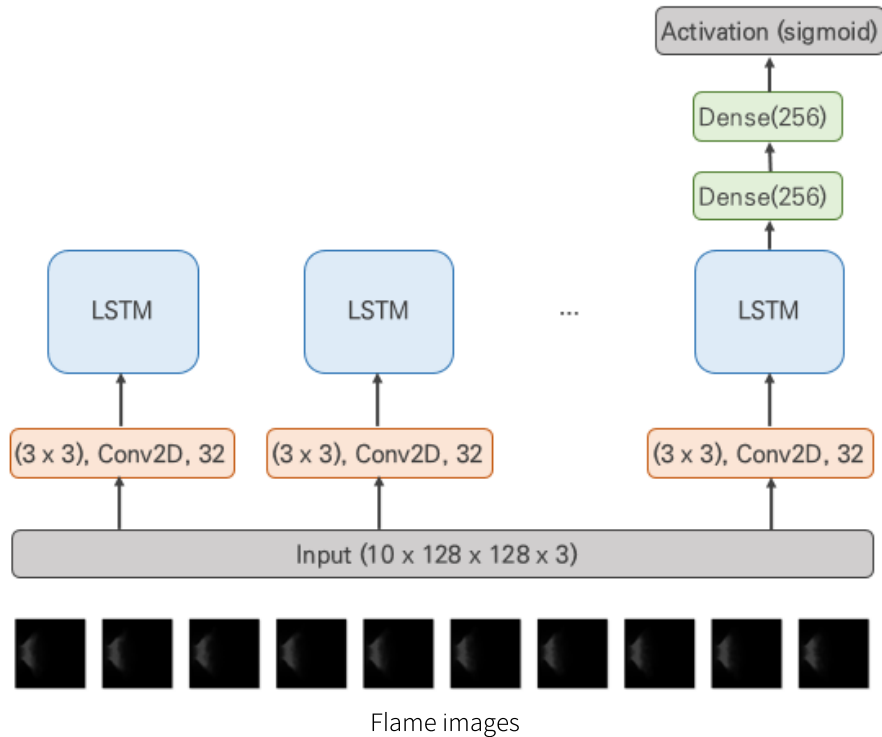 Activation (sigmoid)
Dense(256)
Dense(256)
LSTM
LSTM
...
LSTM
(3 x 3), Conv2D, 32
(3 x 3), Conv2D, 32
(3 x 3), Conv2D, 32
Input (10 x 128 x 128 x 3)
Flame images